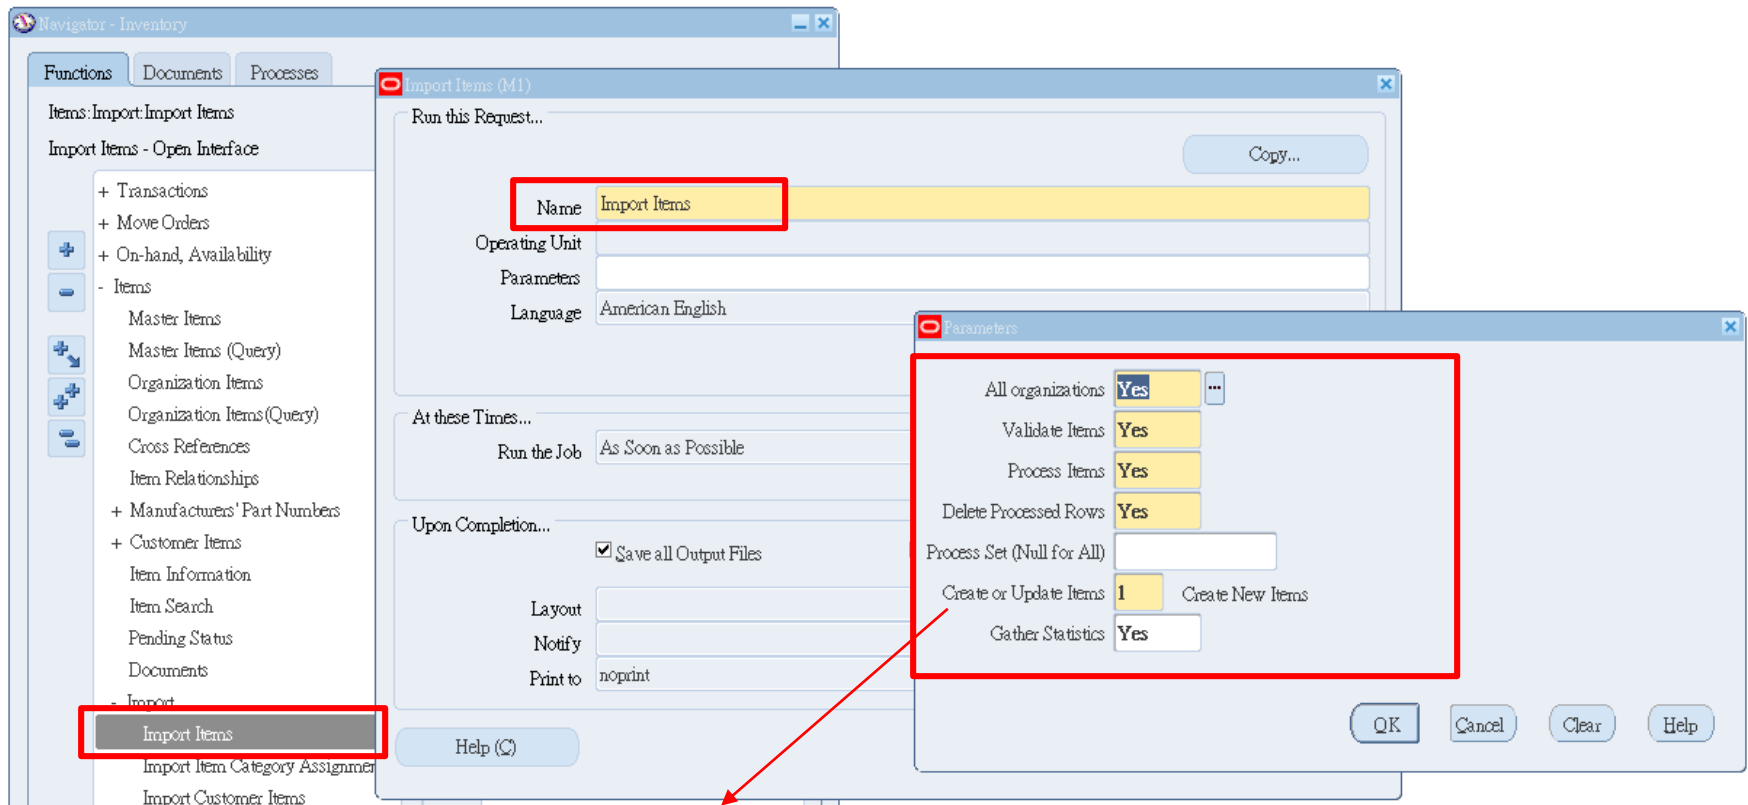 Navigator - Inventory
Functions
Documents
Processes
Items:Import:Import Items
Import Items - Open Interface
+ Transactions
+ Move Orders
+ On-hand, Availability
- Items
Master Items
Master Items (Query)
Organization Items
Organization Items(Query)
Cross References
Item Relationships
+ Manufacturers' Part Numbers
+ Customer Items
Item Information
Item Search
Pending Status
Documents
- Import
Import Items
Import Item Category Assignmen
Import Customer Items
Import Items (M1)
Run this Request...
Copy...
Name Import Items
Operating Unit
Parameters
Language American English
At these Times...
Run the Job As Soon as Possible
Upon Completion...
Save all Output Files
Layout
Notify
Print to noprint
Help (C)
Parameters
All organizations Yes
Validate Items Yes
Process Items Yes
Delete Processed Rows Yes
Process Set (Null for All)
Create or Update Items 1 Create New Items
Gather Statistics Yes
OK
Cancel
Clear
Help